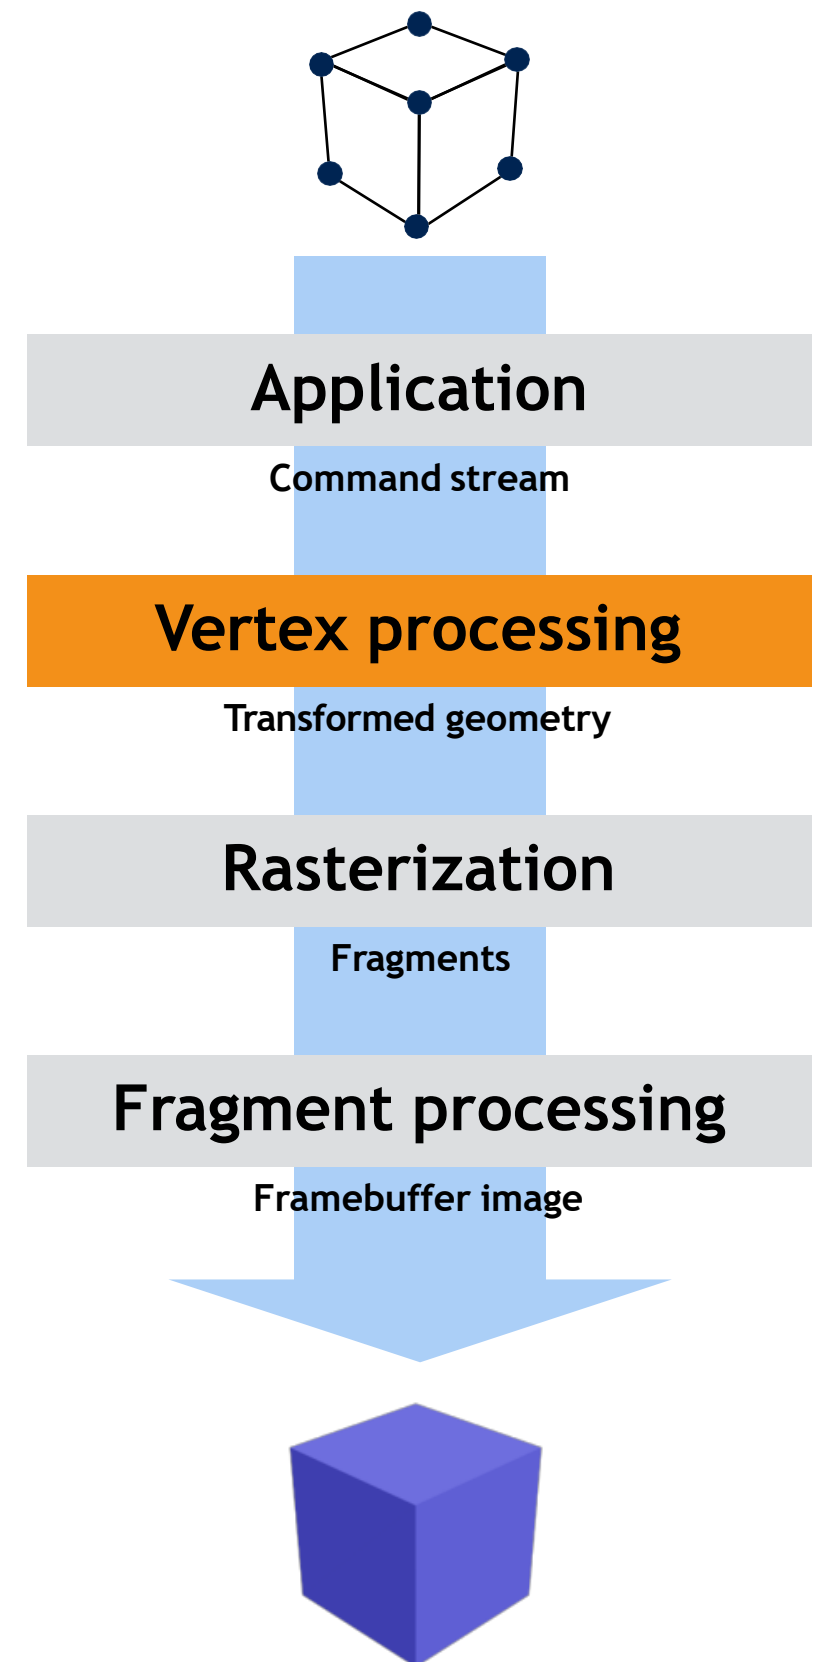 Application
Command stream
Vertex processing
Transformed geometry
Rasterization
Fragments
Fragment processing
Framebuffer image